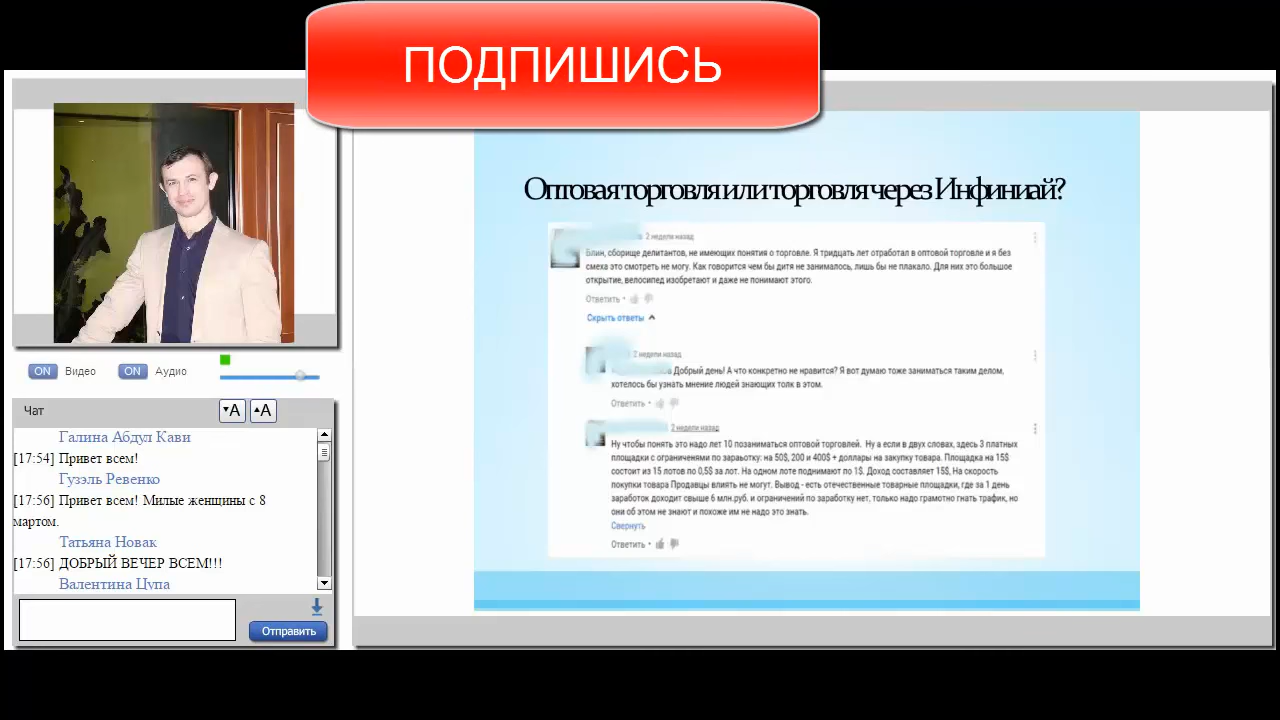 ПОДПИШИСЬ
Оптовая торговля или торговля через Инфиниай?
2 недели назад
Блин, сборище делитантов, не имеющих понятия о торговле. Я тридцать лет отработал в оптовой торговле и я без
смеха это смотреть не могу. Как говорится чем бы дитя не занималось, лишь бы не плакало. Для них это большое
открытие, велосипед изобретают и даже не понимают этого.
Ответить •
Скрыть ответы
2 недели назад
Добрый день! А что конкретно не нравится? Я вот думаю тоже заниматься таким делом,
хотелось бы узнать мнение людей знающих толк в этом.
Ответить •
2 недели назад
Ну чтобы понять это надо лет 10 позаниматься оптовой торговлей. Ну а если в двух словах, здесь 3 платных
площадки с ограничениями по зараьотку: на 50$, 200 и 400$ + доллары на закупку товара. Площадка на 15$
состоит из 15 лотов по 0,5$ за лот. На одном лоте поднимают по 1$. Доход составляет 15$, На скорость
покупки товара Продавцы влиять не могут. Вывод - есть отечественные товарные площадки, где за 1 день
заработок доходит свыше 6 млн.руб. и ограничений по заработку нет, только надо грамотно гнать трафик, но
они об этом не знают и похоже им не надо это знать.
Свернуть
Ответить •
ON Видео ON Аудио
Чат
▾A ▴A
Галина Абдул Кави
[17:54] Привет всем!
Гузэль Ревенко
[17:56] Привет всем! Милые женщины с 8
мартом.
Татьяна Новак
[17:56] ДОБРЫЙ ВЕЧЕР ВСЕМ!!!
Валентина Цупа
Отправить